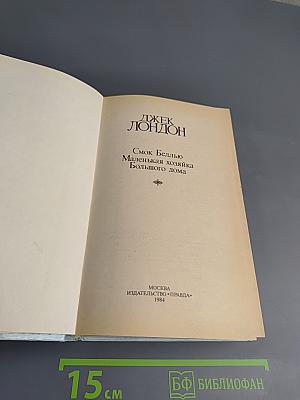 ДЖЕК
ЛОНДОН
Смок Беллью
Маленькая хозяйка
Большого дома
МОСКВА
ИЗДАТЕЛЬСТВО «ПРАВДА»
1984
15 см
БФ БИБЛИОФАН